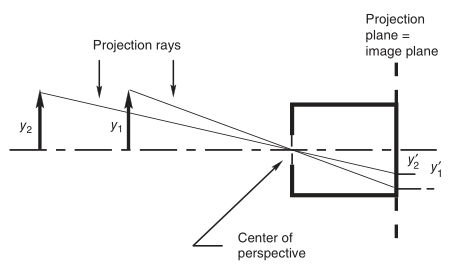 Projection
plane =
image plane
Projection rays
y₂
y₁
y′₂
y′₁
Center of
perspective